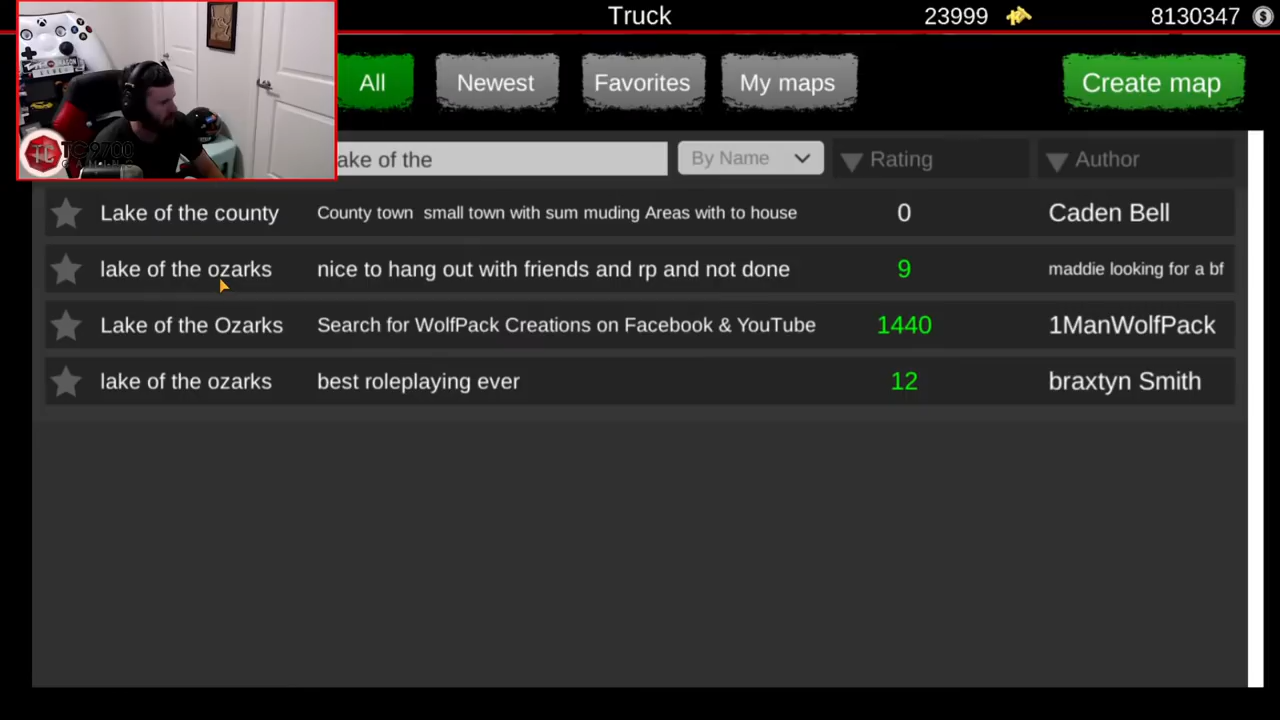 Truck
23999
8130347
All
Newest
Favorites
My maps
Create map
TC
TC9700
GAMING
ake of the
By Name
Rating
Author
Lake of the county
County town small town with sum muding Areas with to house
0
Caden Bell
lake of the ozarks
nice to hang out with friends and rp and not done
9
maddie looking for a bf
Lake of the Ozarks
Search for WolfPack Creations on Facebook & YouTube
1440
1ManWolfPack
lake of the ozarks
best roleplaying ever
12
braxtyn Smith